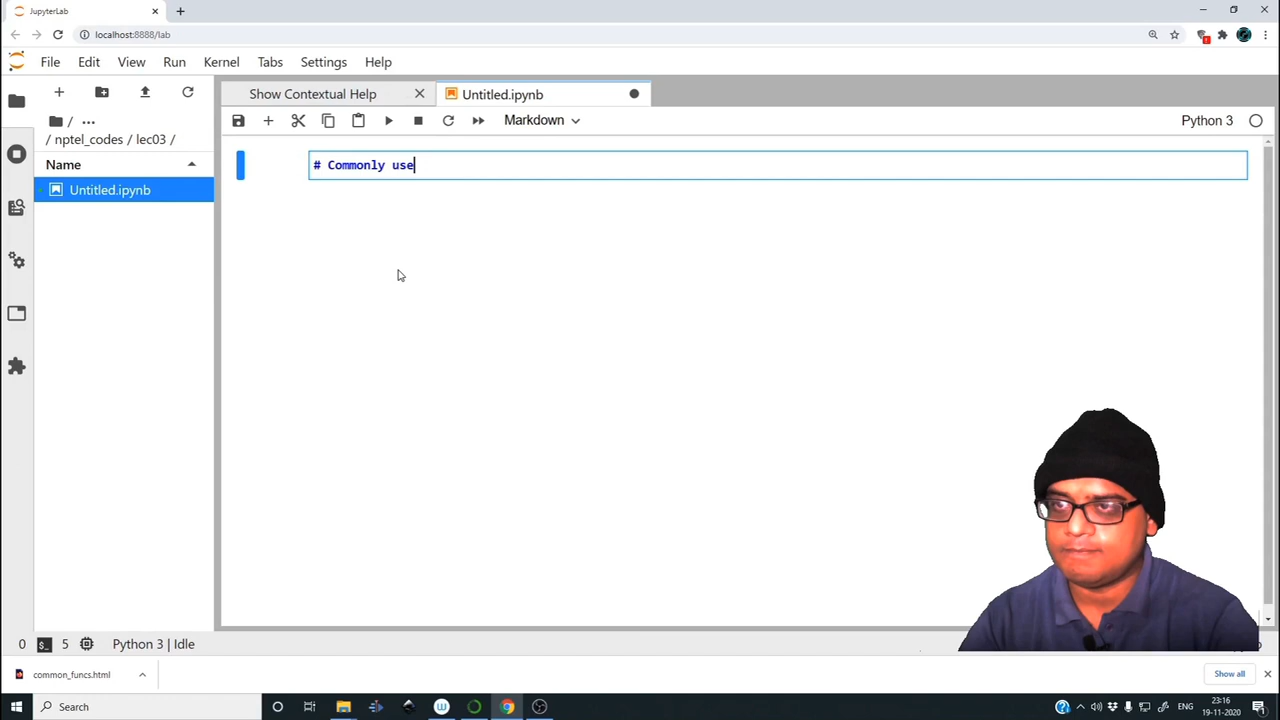 JupyterLab
localhost:8888/lab
File Edit View Run Kernel Tabs Settings Help
Show Contextual Help
Untitled.ipynb
/ ...
/ nptel_codes / lec03 /
Markdown
Python 3
Name
Untitled.ipynb
# Commonly use
0
5
Python 3 | Idle
common_funcs.html
Show all
Search
ENG
23:16
19-11-2020